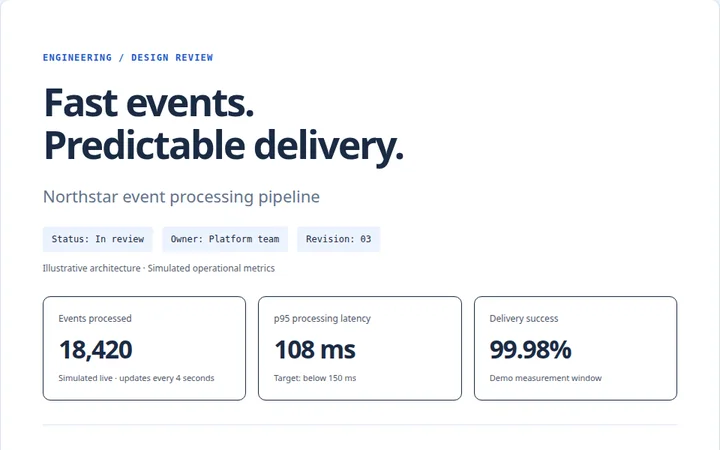 ENGINEERING / DESIGN REVIEW
Fast events.
Predictable delivery.
Northstar event processing pipeline
Status: In review
Owner: Platform team
Revision: 03
Illustrative architecture · Simulated operational metrics
Events processed
18,420
Simulated live · updates every 4 seconds
p95 processing latency
108 ms
Target: below 150 ms
Delivery success
99.98%
Demo measurement window